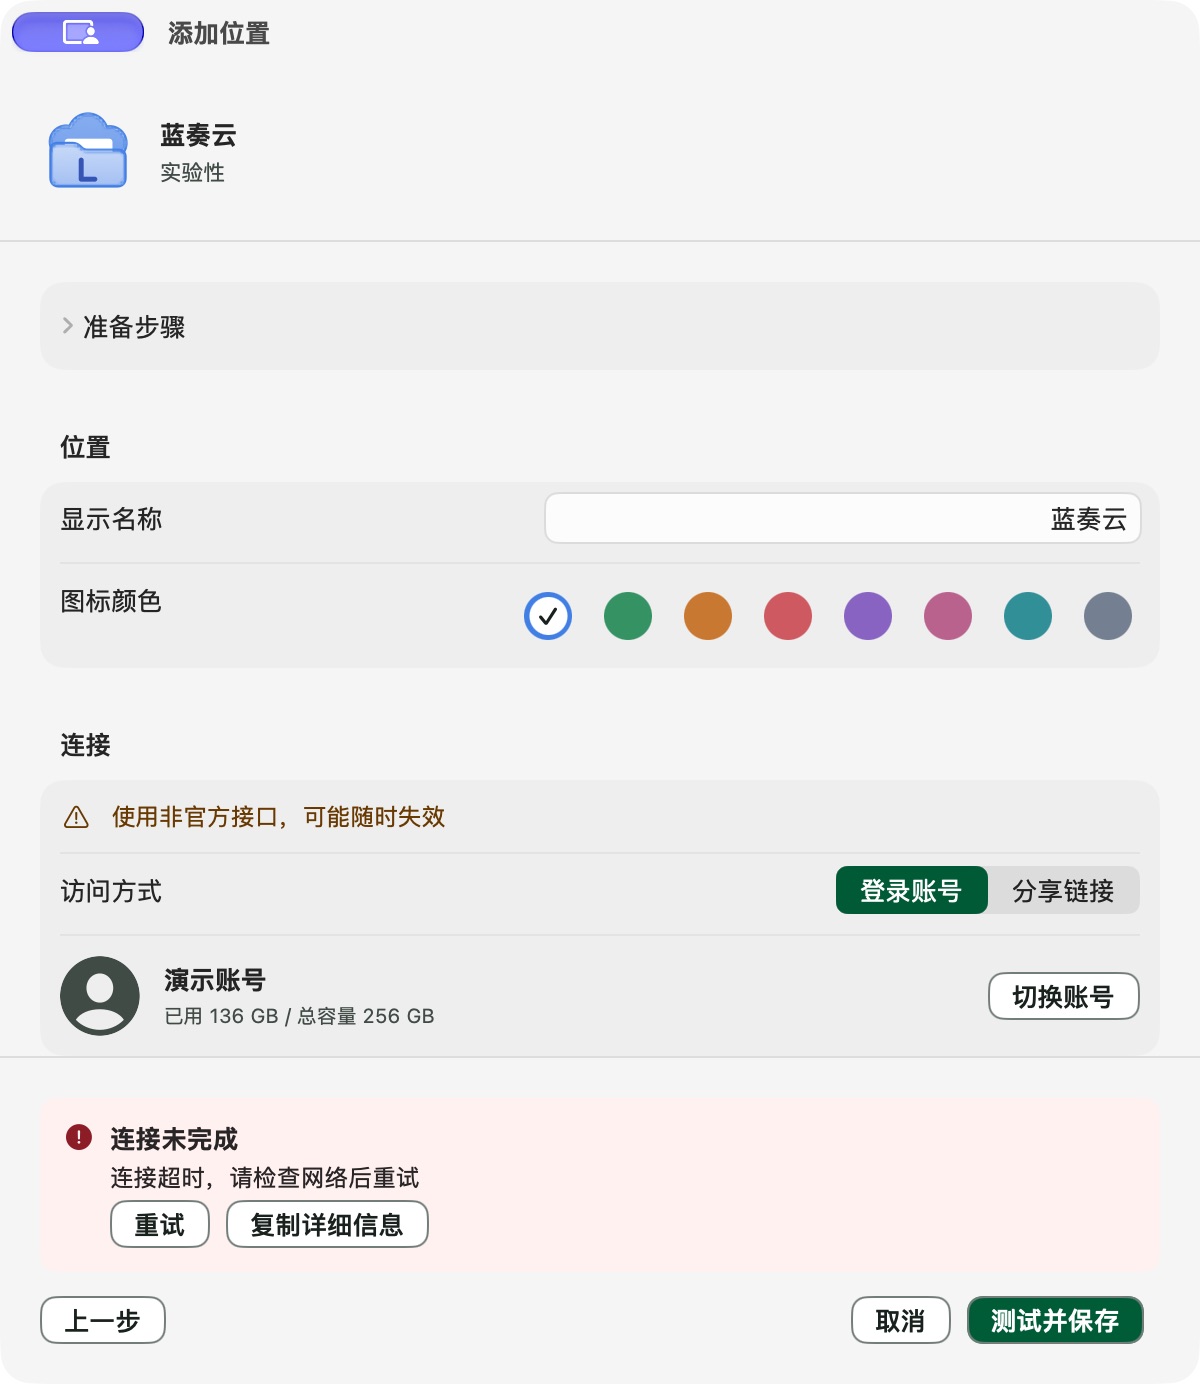 添加位置
蓝奏云
L
实验性
准备步骤
位置
显示名称
蓝奏云
图标颜色
连接
使用非官方接口，可能随时失效
访问方式
登录账号
分享链接
演示账号
已用 136 GB / 总容量 256 GB
切换账号
连接未完成
连接超时，请检查网络后重试
重试
复制详细信息
上一步
取消
测试并保存